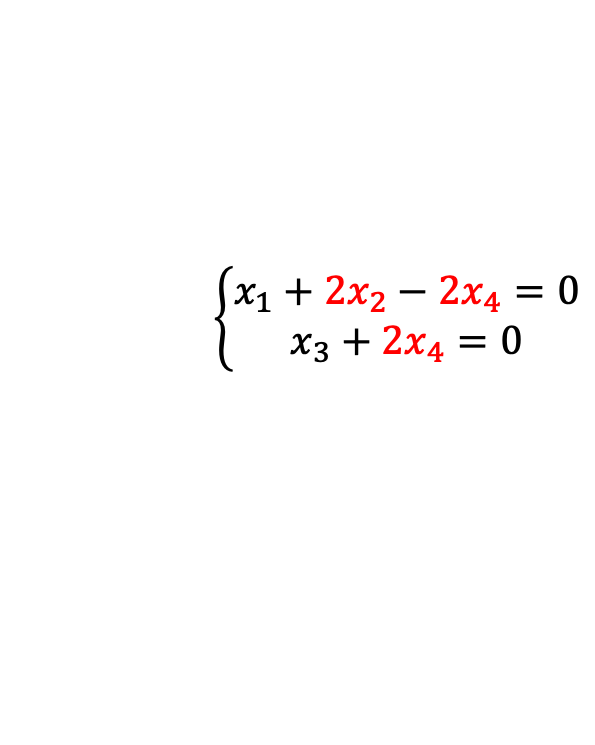 x₁ + 2x₂ − 2x₄ = 0
x₃ + 2x₄ = 0